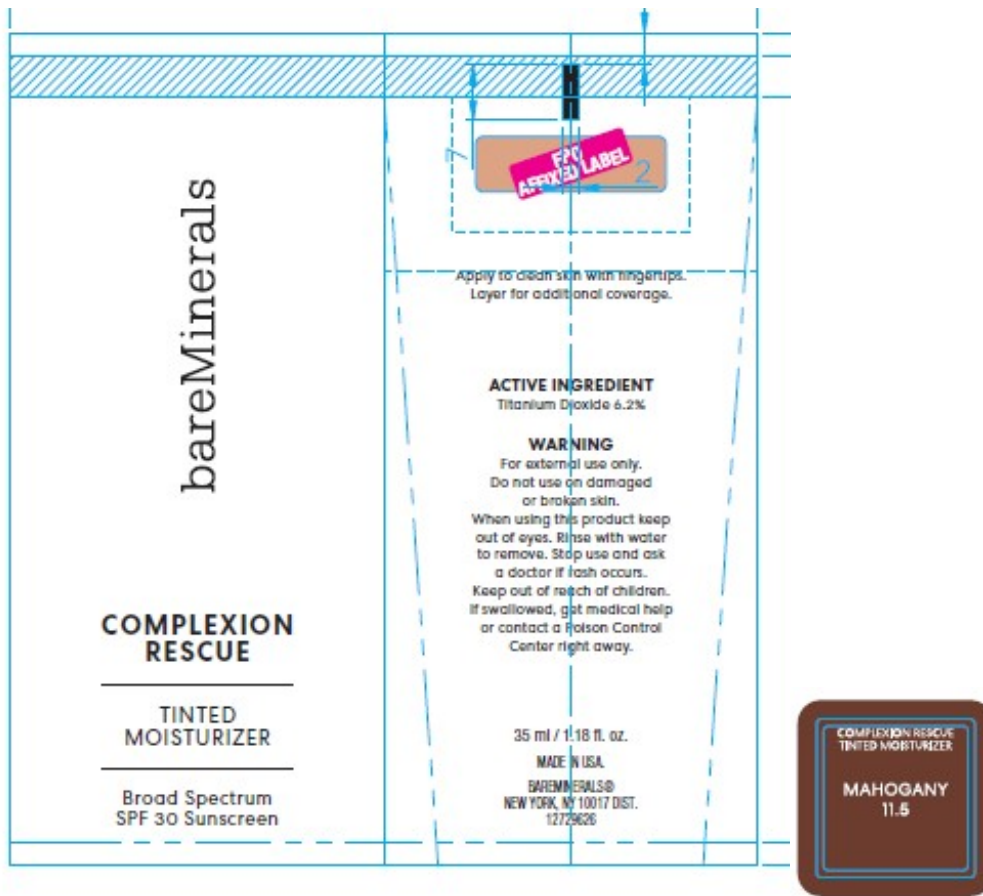 bareMinerals
COMPLEXION
RESCUE
TINTED
MOISTURIZER
Broad Spectrum
SPF 30 Sunscreen
7
FPO
AFFIXED LABEL
2
Apply to clean skin with fingertips.
Layer for additional coverage.
ACTIVE INGREDIENT
Titanium Dioxide 6.2%
WARNING
For external use only.
Do not use on damaged
or broken skin.
When using this product keep
out of eyes. Rinse with water
to remove. Stop use and ask
a doctor if rash occurs.
Keep out of reach of children.
If swallowed, get medical help
or contact a Poison Control
Center right away.
35 ml / 1.18 fl. oz.
MADE IN USA.
BAREMINERALS®
NEW YORK, NY 10017 DIST.
12729626
COMPLEXION RESCUE
TINTED MOISTURIZER
MAHOGANY
11.5